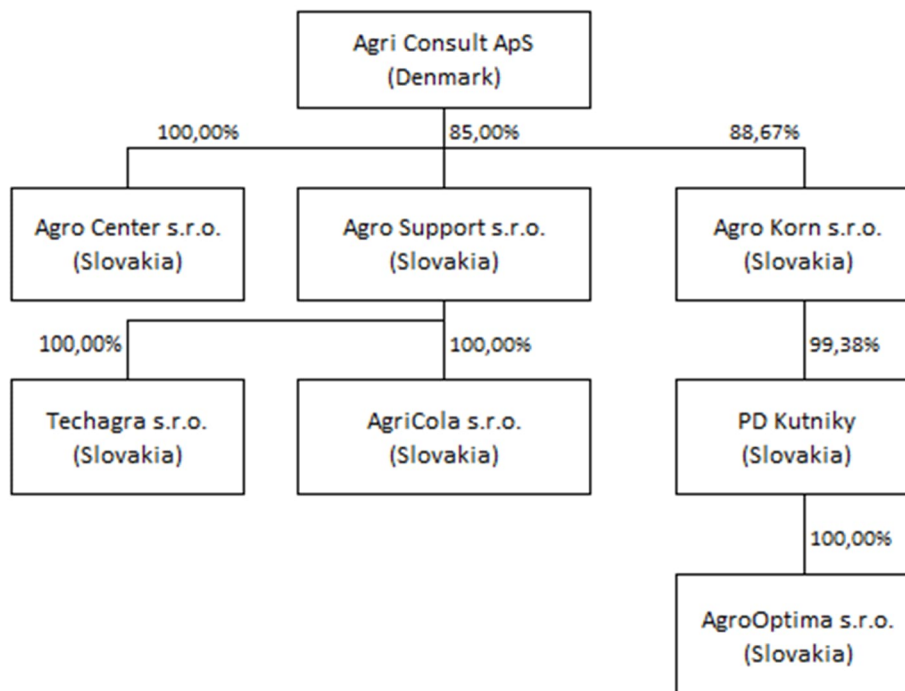 Agri Consult ApS
(Denmark)
100,00%
85,00%
88,67%
Agro Center s.r.o.
(Slovakia)
Agro Support s.r.o.
(Slovakia)
Agro Korn s.r.o.
(Slovakia)
100,00%
100,00%
99,38%
Techagra s.r.o.
(Slovakia)
AgriCola s.r.o.
(Slovakia)
PD Kutniky
(Slovakia)
100,00%
AgroOptima s.r.o.
(Slovakia)